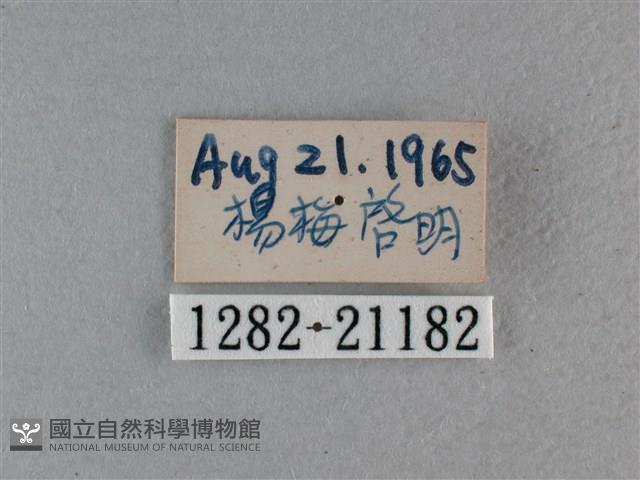 Aug 21. 1965
楊梅 啓明
1282-21182
國立自然科學博物館
NATIONAL MUSEUM OF NATURAL SCIENCE